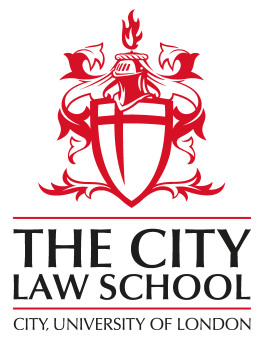 THE CITY
LAW SCHOOL
CITY, UNIVERSITY OF LONDON